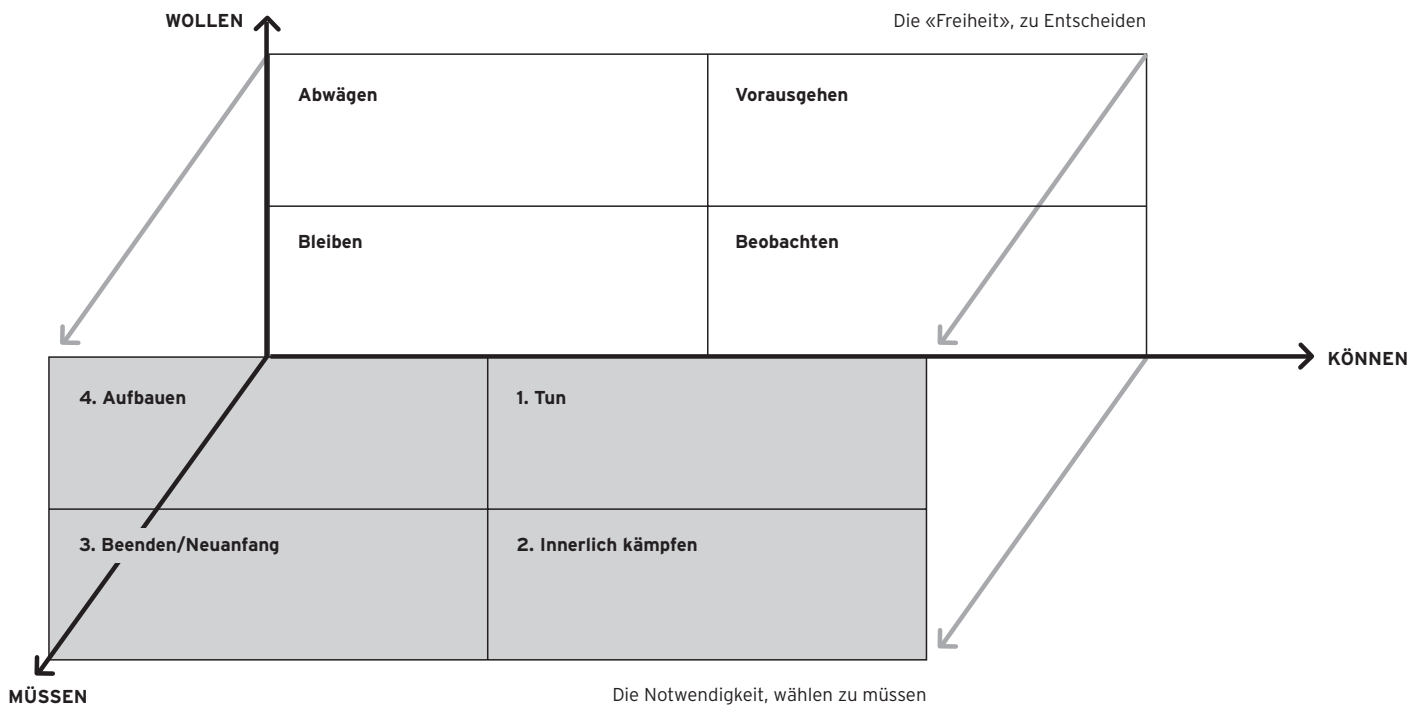 WOLLEN
Die «Freiheit», zu Entscheiden
Abwägen
Vorausgehen
Bleiben
Beobachten
KÖNNEN
4. Aufbauen
1. Tun
3. Beenden/Neuanfang
2. Innerlich kämpfen
MÜSSEN
Die Notwendigkeit, wählen zu müssen